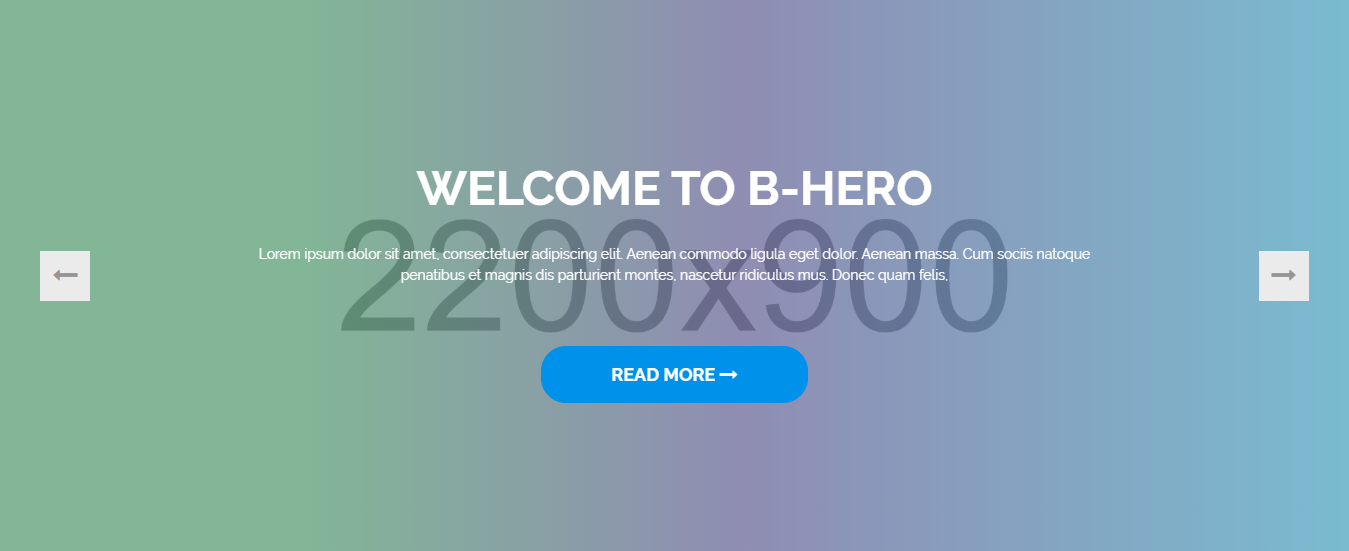 WELCOME TO B-HERO
2200x900
Lorem ipsum dolor sit amet, consectetuer adipiscing elit. Aenean commodo ligula eget dolor. Aenean massa. Cum sociis natoque
penatibus et magnis dis parturient montes, nascetur ridiculus mus. Donec quam felis,
READ MORE